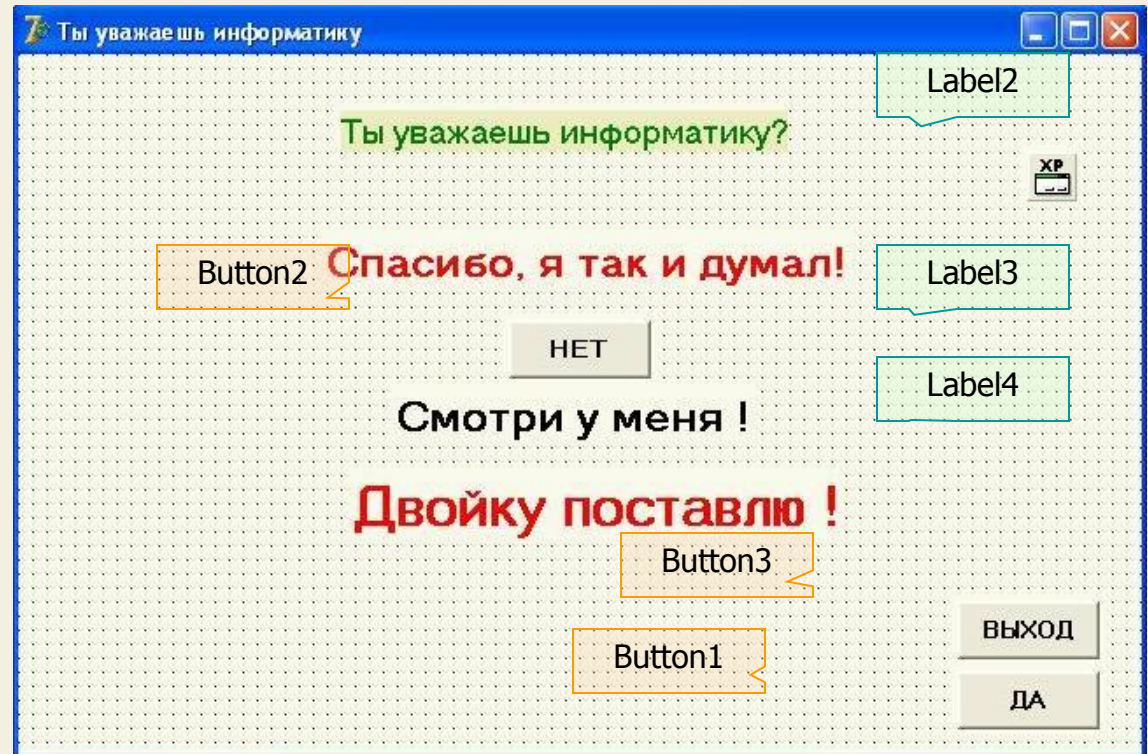 Ты уважаешь информатику
Label2
Ты уважаешь информатику?
XP
Button2
Спасибо, я так и думал!
Label3
НЕТ
Label4
Смотри у меня !
Двойку поставлю !
Button3
ВЫХОД
Button1
ДА